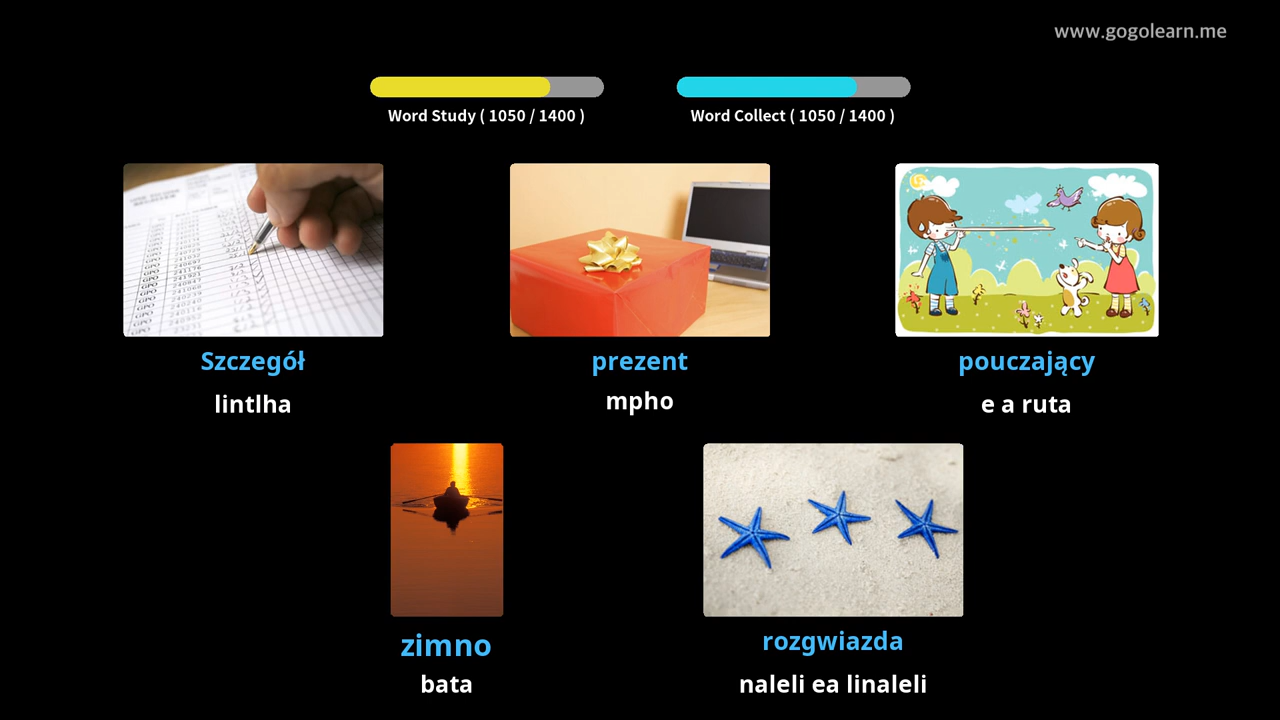 www.gogolearn.me
Word Study ( 1050 / 1400 )
Word Collect ( 1050 / 1400 )
Szczegół
lintlha
prezent
mpho
pouczający
e a ruta
zimno
bata
rozgwiazda
naleli ea linaleli